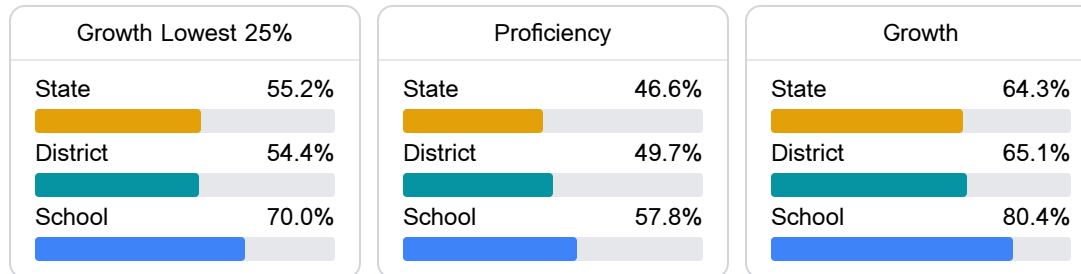 Growth Lowest 25%
State 55.2%
District 54.4%
School 70.0%
Proficiency
State 46.6%
District 49.7%
School 57.8%
Growth
State 64.3%
District 65.1%
School 80.4%